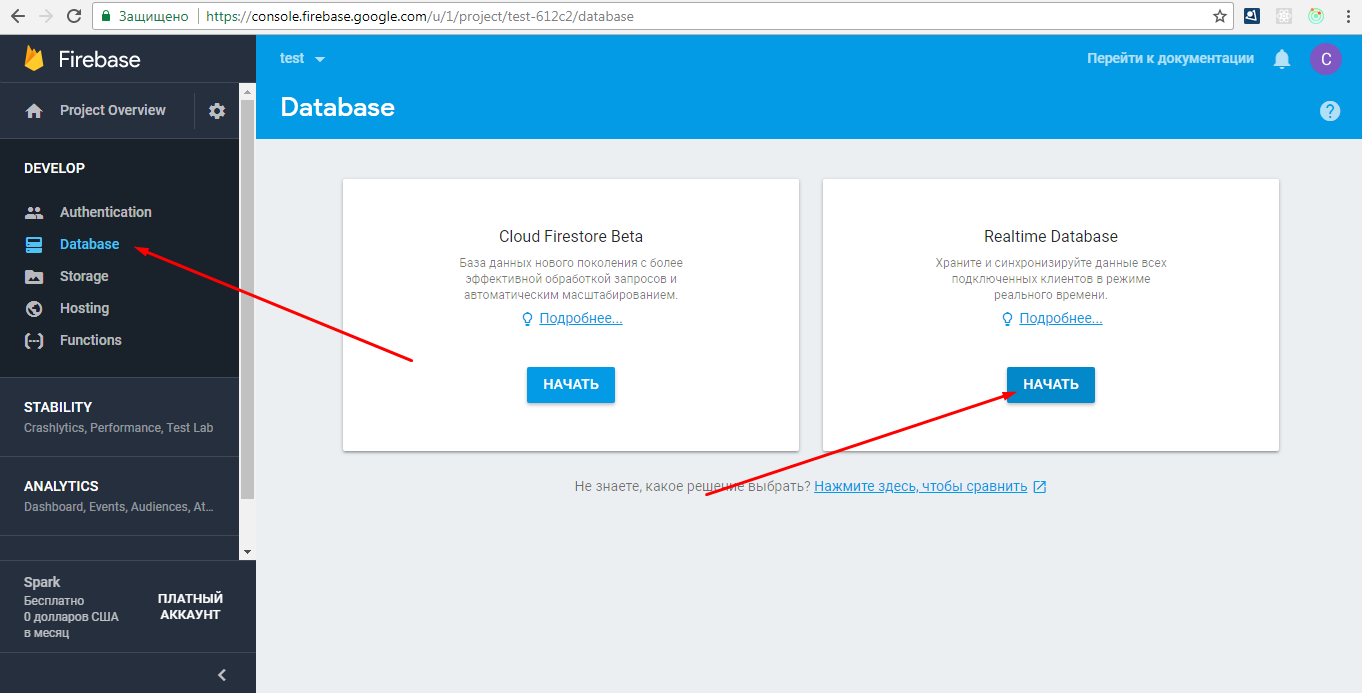 Защищено https://console.firebase.google.com/u/1/project/test-612c2/database
Firebase
test
Перейти к документации
C
Project Overview
Database
?
DEVELOP
Authentication
Database
Storage
Hosting
Functions
STABILITY
Crashlytics, Performance, Test Lab
ANALYTICS
Dashboard, Events, Audiences, At...
Spark
Бесплатно
0 долларов США
в месяц
ПЛАТНЫЙ
АККАУНТ
Cloud Firestore Beta
База данных нового поколения с более
эффективной обработкой запросов и
автоматическим масштабированием.
Подробнее...
НАЧАТЬ
Realtime Database
Храните и синхронизируйте данные всех
подключенных клиентов в режиме
реального времени.
Подробнее...
НАЧАТЬ
Не знаете, какое решение выбрать? Нажмите здесь, чтобы сравнить